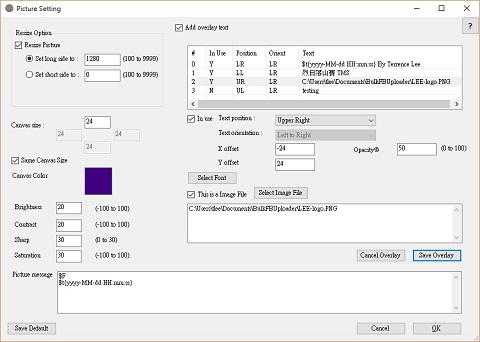 Picture Setting
Resize Option
Resize Picture
Set long side to : 1280 (100 to 9999)
Set short side to : 0 (100 to 9999)
Canvas size : 24
24 24
24
Same Canvas Size
Canvas Color
Brightness 20 (-100 to 100)
Contrast 20 (-100 to 100)
Sharp 30 (0 to 30)
Saturation 30 (-100 to 100)
Add overlay text
?
# In Use Position Orient Text
0 Y LR LR $t(yyyy-MM-dd HH:mm:ss) By Terrence Lee
1 Y LL LR 烈日落山賽 TMS
2 Y UR LR C:\Users\tlee\Documents\BulkFBUploader\LEE-logo.PNG
3 N UL LR testing
In use Text position : Upper Right
Text orientation : Left to Right
X offset -24 Opacity% 50 (0 to 100)
Y offset 24
Select Font
This is a Image File Select Image File
C:\Users\tlee\Documents\BulkFBUploader\LEE-logo.PNG
Cancel Overlay Save Overlay
Picture message $F
$t(yyyy-MM-dd HH:mm:ss)
Save Default Cancel OK